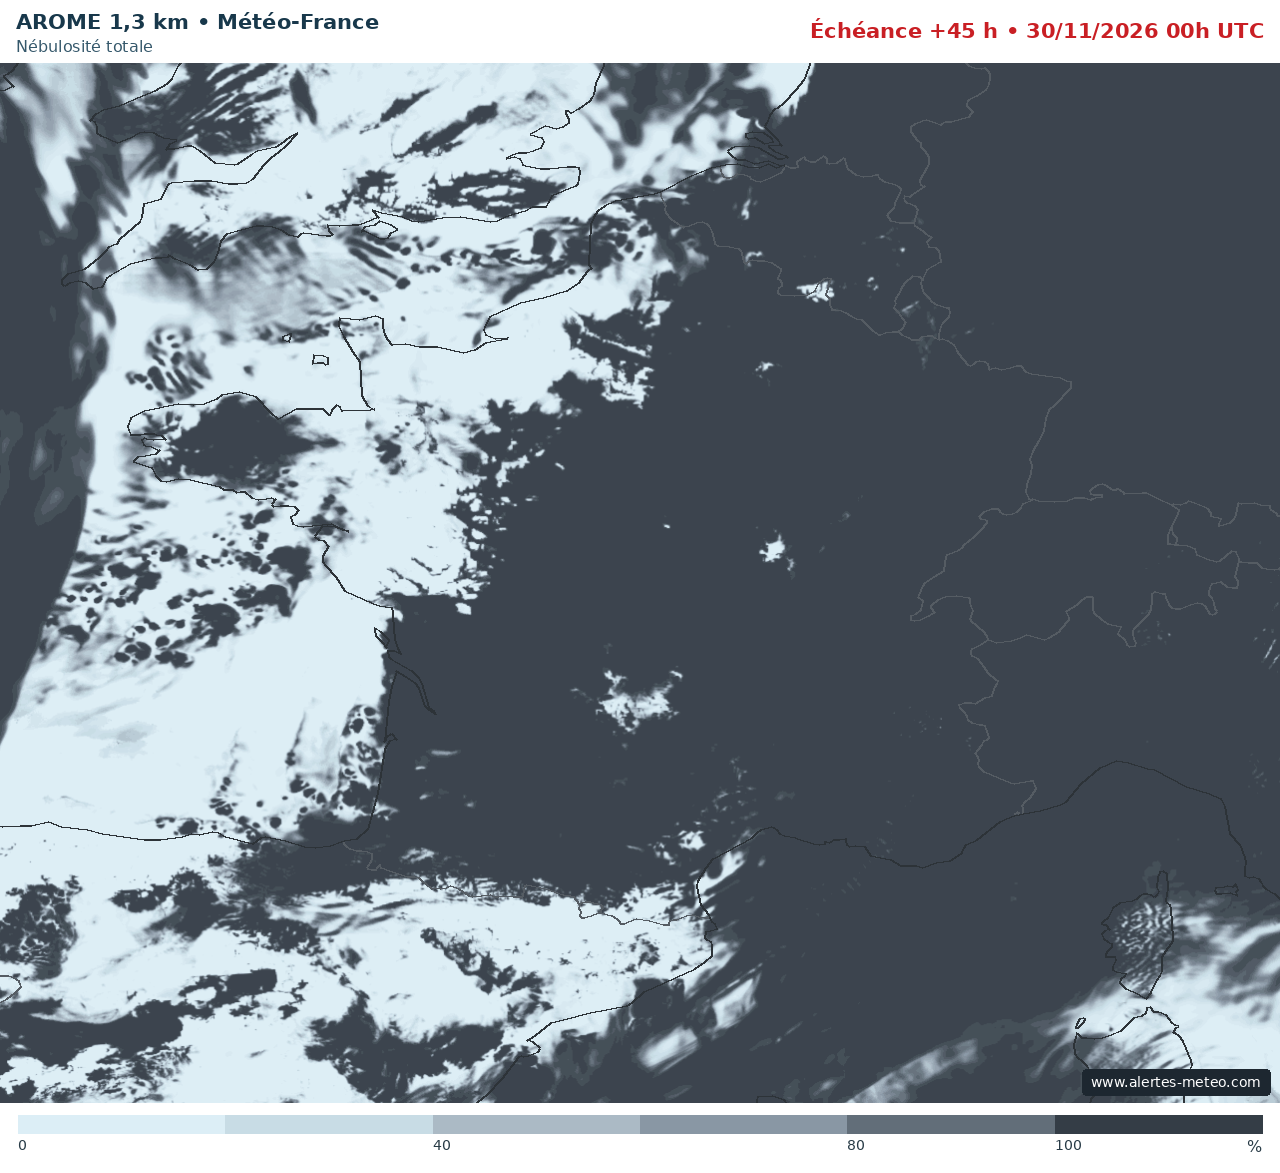 AROME 1,3 km • Météo-France
Nébulosité totale
Échéance +45 h • 30/11/2026 00h UTC
www.alertes-meteo.com
0 40 80 100 %